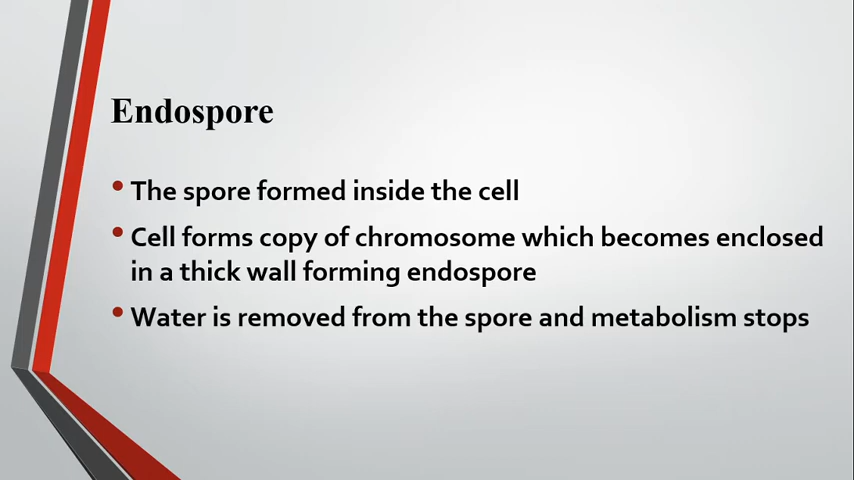 Endospore
• The spore formed inside the cell
• Cell forms copy of chromosome which becomes enclosed
in a thick wall forming endospore
• Water is removed from the spore and metabolism stops